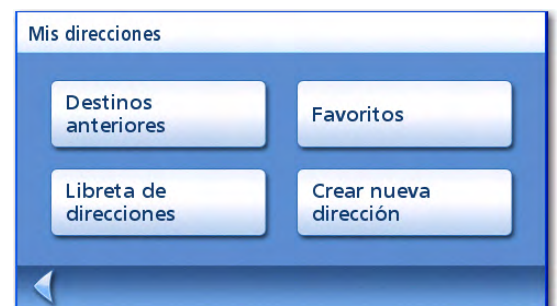 Mis direcciones
Destinos
anteriores
Favoritos
Libreta de
direcciones
Crear nueva
dirección